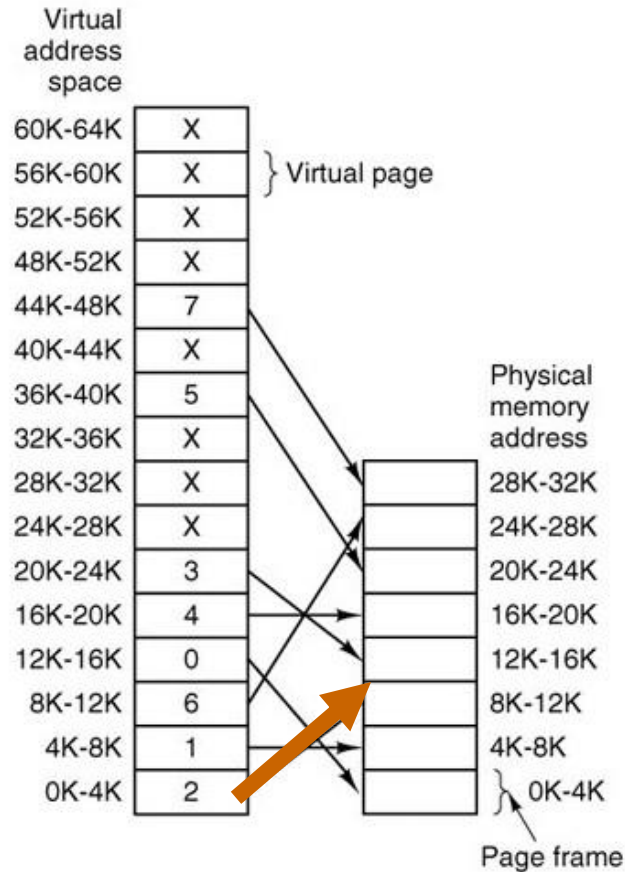 Virtual
address
space
60K-64K X
56K-60K X Virtual page
52K-56K X
48K-52K X
44K-48K 7
40K-44K X
36K-40K 5
Physical
memory
address
32K-36K X
28K-32K X 28K-32K
24K-28K X 24K-28K
20K-24K 3 20K-24K
16K-20K 4 16K-20K
12K-16K 0 12K-16K
8K-12K 6 8K-12K
4K-8K 1 4K-8K
0K-4K 2 0K-4K
Page frame